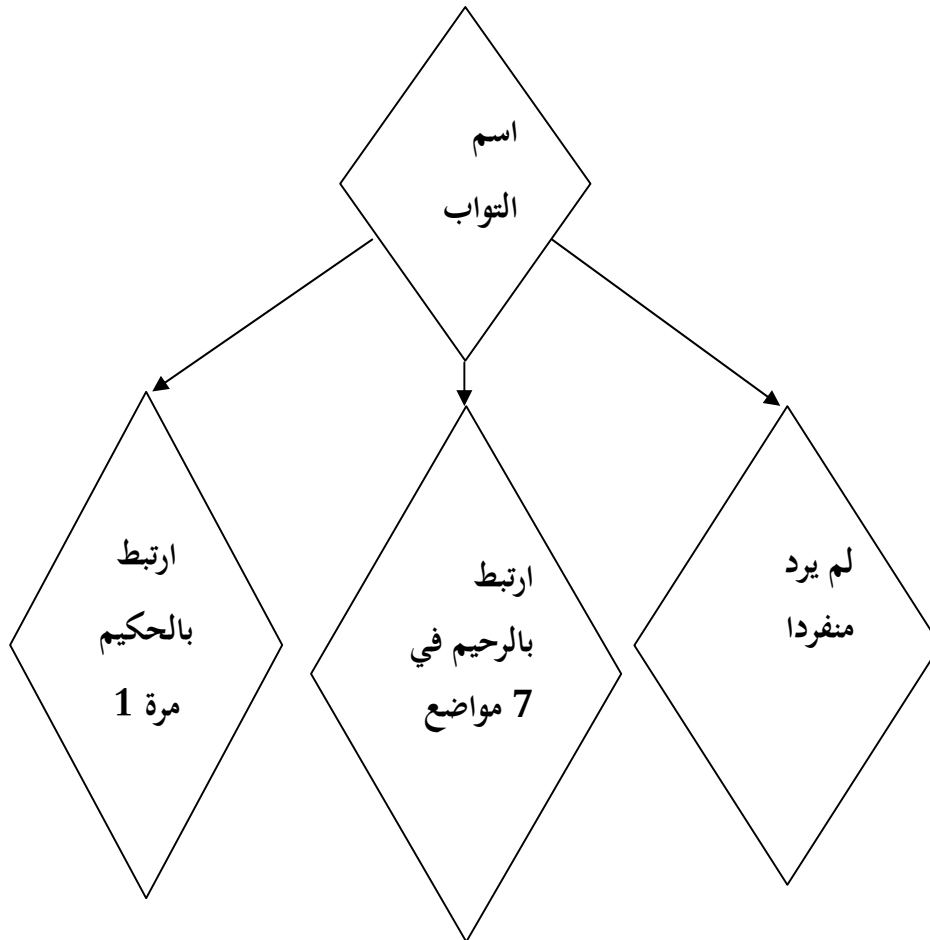 اسم
التواب
لم يرد
منفردا
ارتبط
بالرحيم في
7 مواضع
ارتبط
بالحكيم
مرة 1